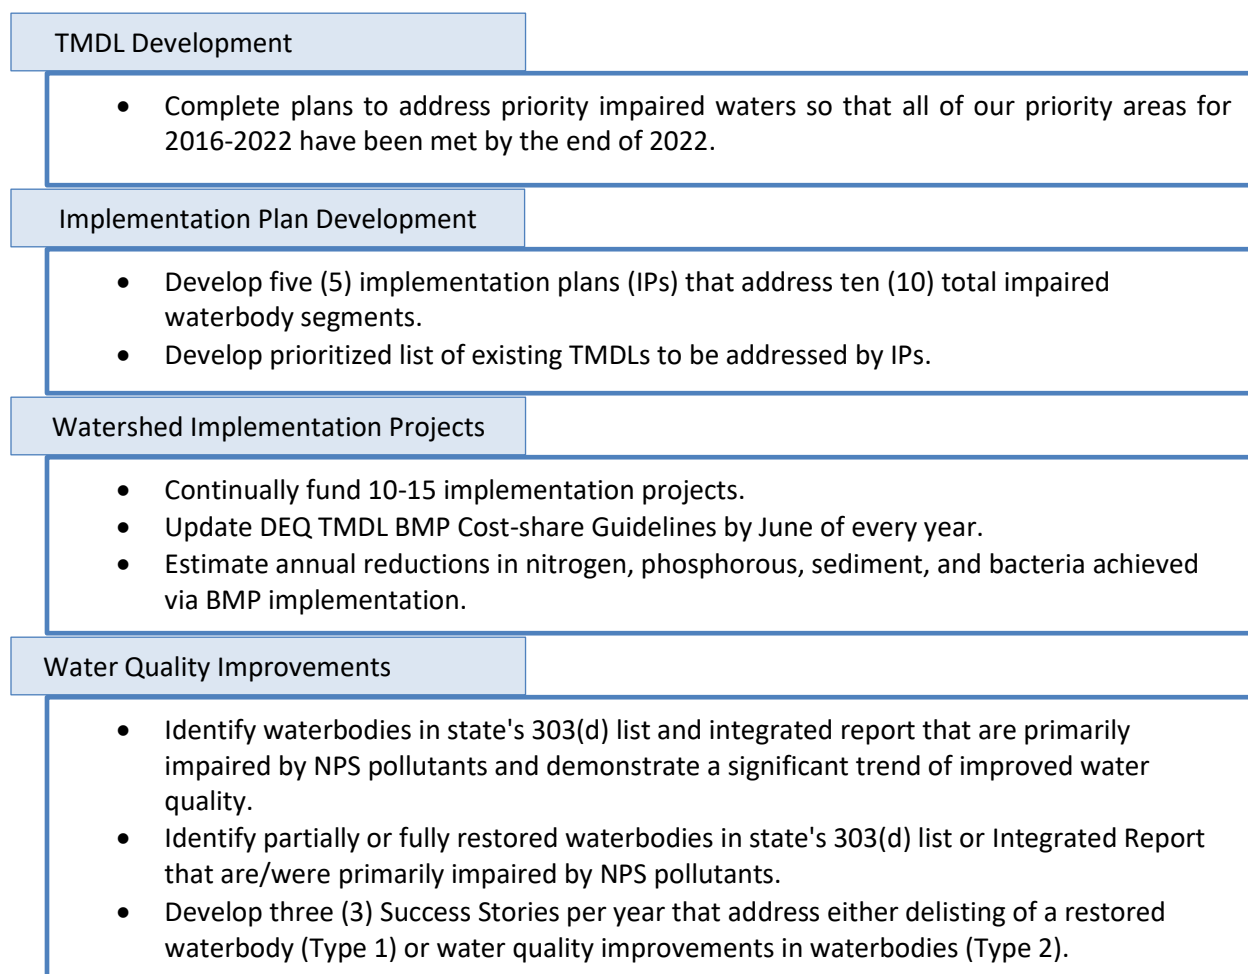 TMDL Development
• Complete plans to address priority impaired waters so that all of our priority areas for
2016-2022 have been met by the end of 2022.
Implementation Plan Development
• Develop five (5) implementation plans (IPs) that address ten (10) total impaired
waterbody segments.
• Develop prioritized list of existing TMDLs to be addressed by IPs.
Watershed Implementation Projects
• Continually fund 10-15 implementation projects.
• Update DEQ TMDL BMP Cost-share Guidelines by June of every year.
• Estimate annual reductions in nitrogen, phosphorous, sediment, and bacteria achieved
via BMP implementation.
Water Quality Improvements
• Identify waterbodies in state's 303(d) list and integrated report that are primarily
impaired by NPS pollutants and demonstrate a significant trend of improved water
quality.
• Identify partially or fully restored waterbodies in state's 303(d) list or Integrated Report
that are/were primarily impaired by NPS pollutants.
• Develop three (3) Success Stories per year that address either delisting of a restored
waterbody (Type 1) or water quality improvements in waterbodies (Type 2).